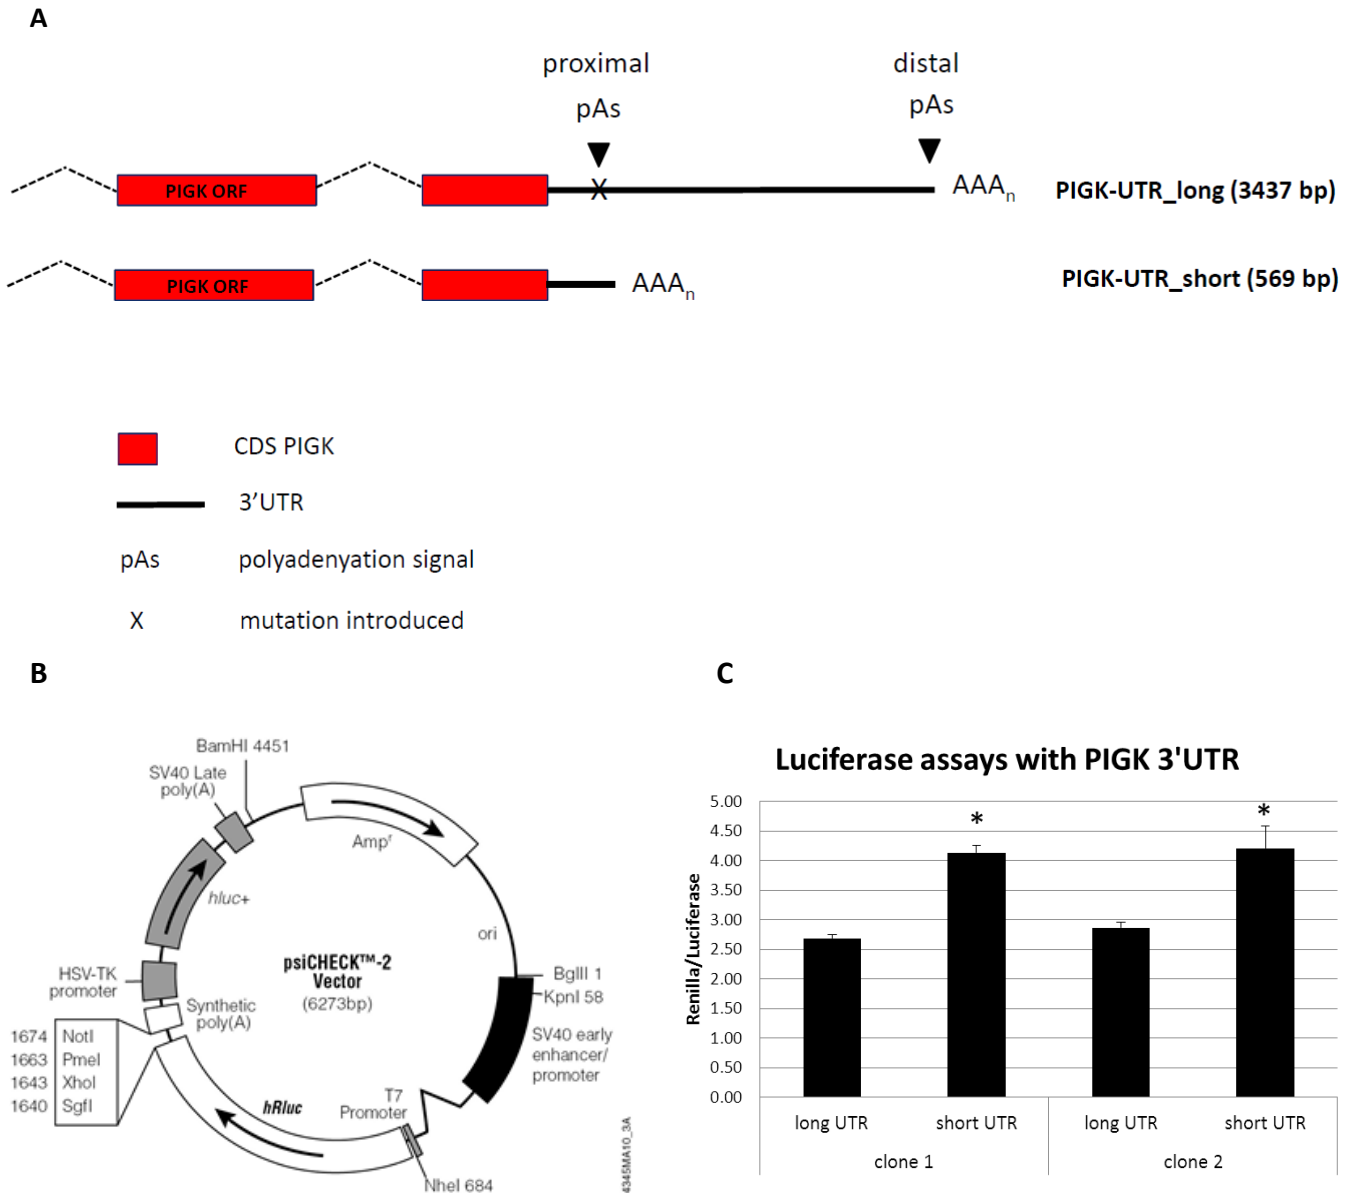 A
proximal
pAs
distal
pAs
PIGK ORF
X
AAAn
PIGK-UTR_long (3437 bp)
PIGK ORF
AAAn
PIGK-UTR_short (569 bp)
CDS PIGK
3'UTR
pAs
polyadenyation signal
X
mutation introduced
B
BamHI 4451
SV40 Late
poly(A)
Ampr
hluc+
ori
psiCHECK™-2
Vector
(6273bp)
HSV-TK
promoter
Synthetic
poly(A)
BglII 1
KpnI 58
SV40 early
enhancer/
promoter
1674 NotI
1663 PmeI
1643 XhoI
1640 SgfI
T7
Promoter
hRluc
NheI 684
4345MA10_3A
C
Luciferase assays with PIGK 3'UTR
Renilla/Luciferase
5.00
4.50
4.00
3.50
3.00
2.50
2.00
1.50
1.00
0.50
0.00
*
*
long UTR
short UTR
long UTR
short UTR
clone 1
clone 2